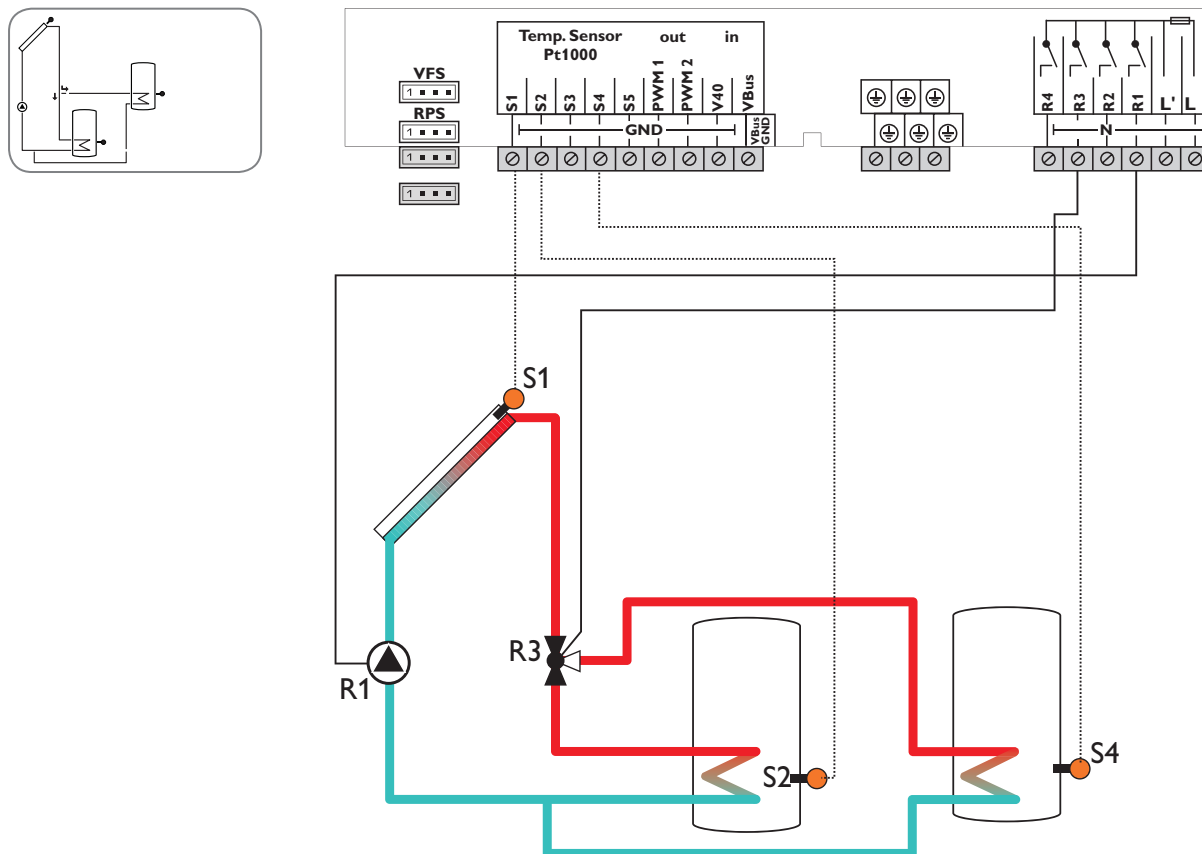 Temp. Sensor
Pt1000
out
in
VFS
RPS
1
1
1
1
S1
S2
S3
S4
S5
PWM 1
PWM 2
V40
VBus
GND
VBus
GND
R4
R3
R2
R1
L'
L
N
S1
R3
R1
S2
S4